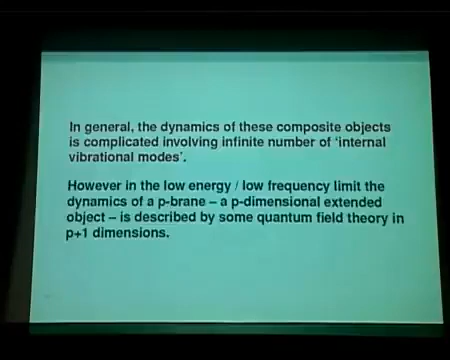 In general, the dynamics of these composite objects
is complicated involving infinite number of 'internal
vibrational modes'.
However in the low energy / low frequency limit the
dynamics of a p-brane – a p-dimensional extended
object – is described by some quantum field theory in
p+1 dimensions.